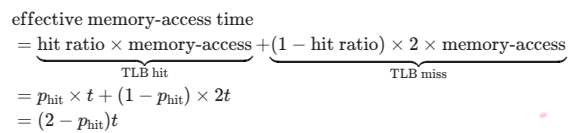 effective memory-access time
= hit ratio × memory-access + (1 − hit ratio) × 2 × memory-access
TLB hit TLB miss
= p_hit × t + (1 − p_hit) × 2t
= (2 − p_hit)t